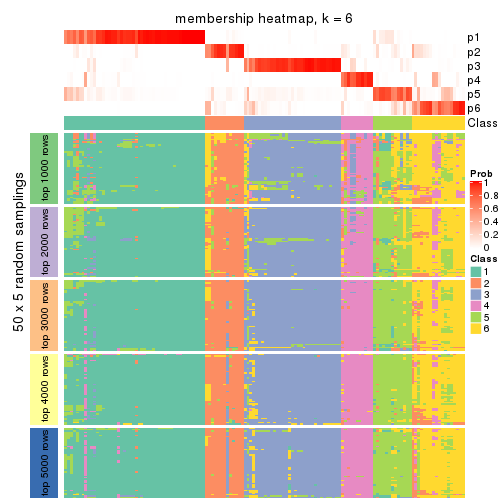 membership heatmap, k = 6
p1
p2
p3
p4
p5
p6
Class
50 x 5 random samplings
top 1000 rows
top 2000 rows
top 3000 rows
top 4000 rows
top 5000 rows
Prob
1
0.8
0.6
0.4
0.2
0
Class
1
2
3
4
5
6